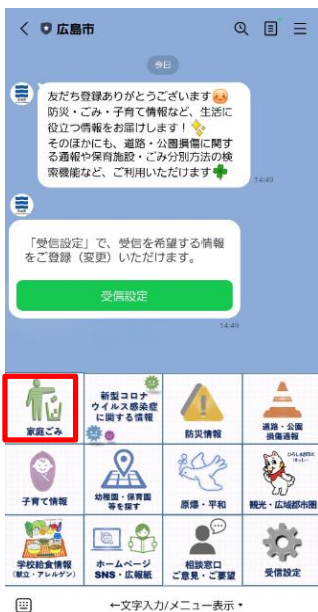 広島市
今日
友だち登録ありがとうございます
防災・ごみ・子育て情報など、生活に
役立つ情報をお届けします！
そのほかにも、道路・公園損傷に関す
る通報や保育施設・ごみ分別方法の検
索機能など、ご利用いただけます
14:49
「受信設定」で、受信を希望する情報
をご登録（変更）いただけます。
受信設定
14:49
家庭ごみ
新型コロナ
ウイルス感染症
に関する情報
防災情報
道路・公園
損傷通報
子育て情報
幼稚園・保育園
等を探す
原爆・平和
観光・広域都市圏
学校給食情報
（献立・アレルゲン）
ホームページ
SNS・広報紙
相談窓口
ご意見・ご要望
受信設定
←文字入力/メニュー表示▼